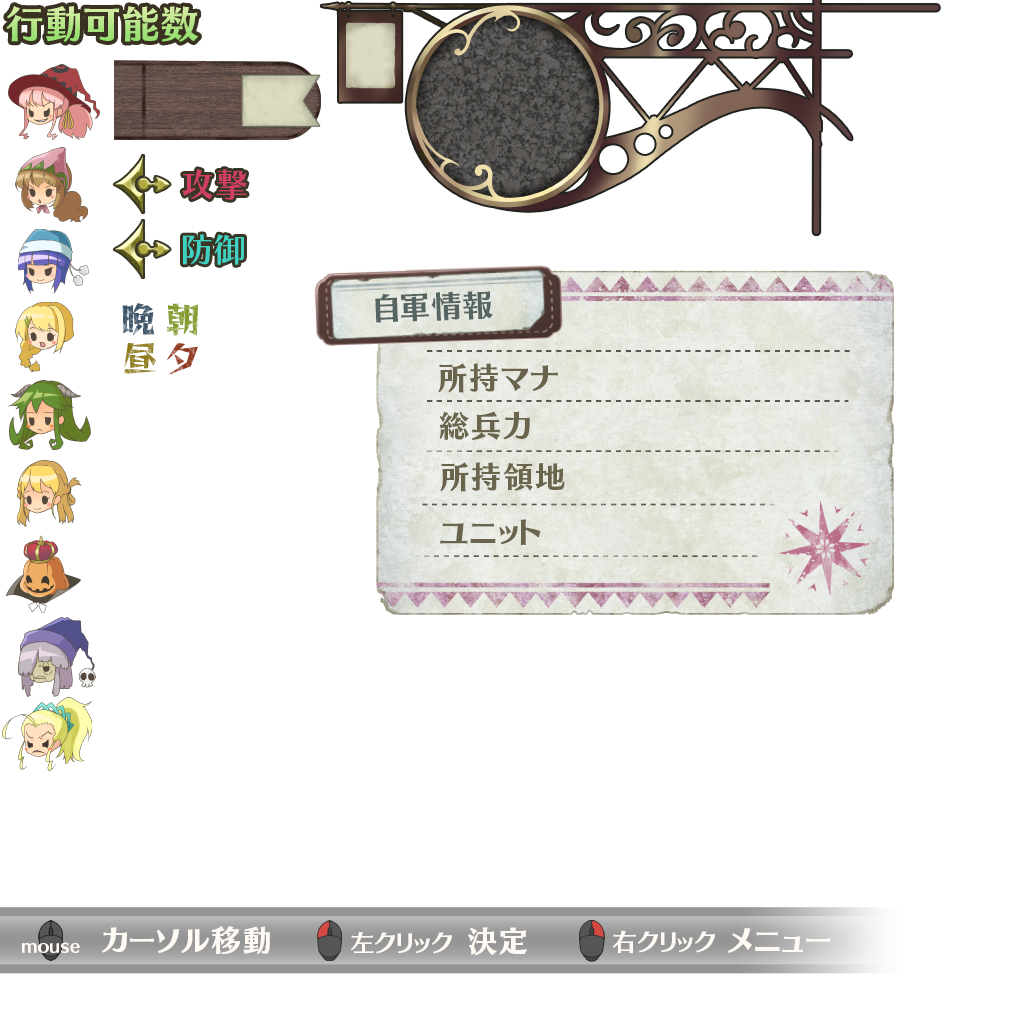 行動可能数
攻撃
防御
晩 朝
昼 夕
自軍情報
所持マナ
総兵力
所持領地
ユニット
mouse カーソル移動 左クリック 決定 右クリック メニュー